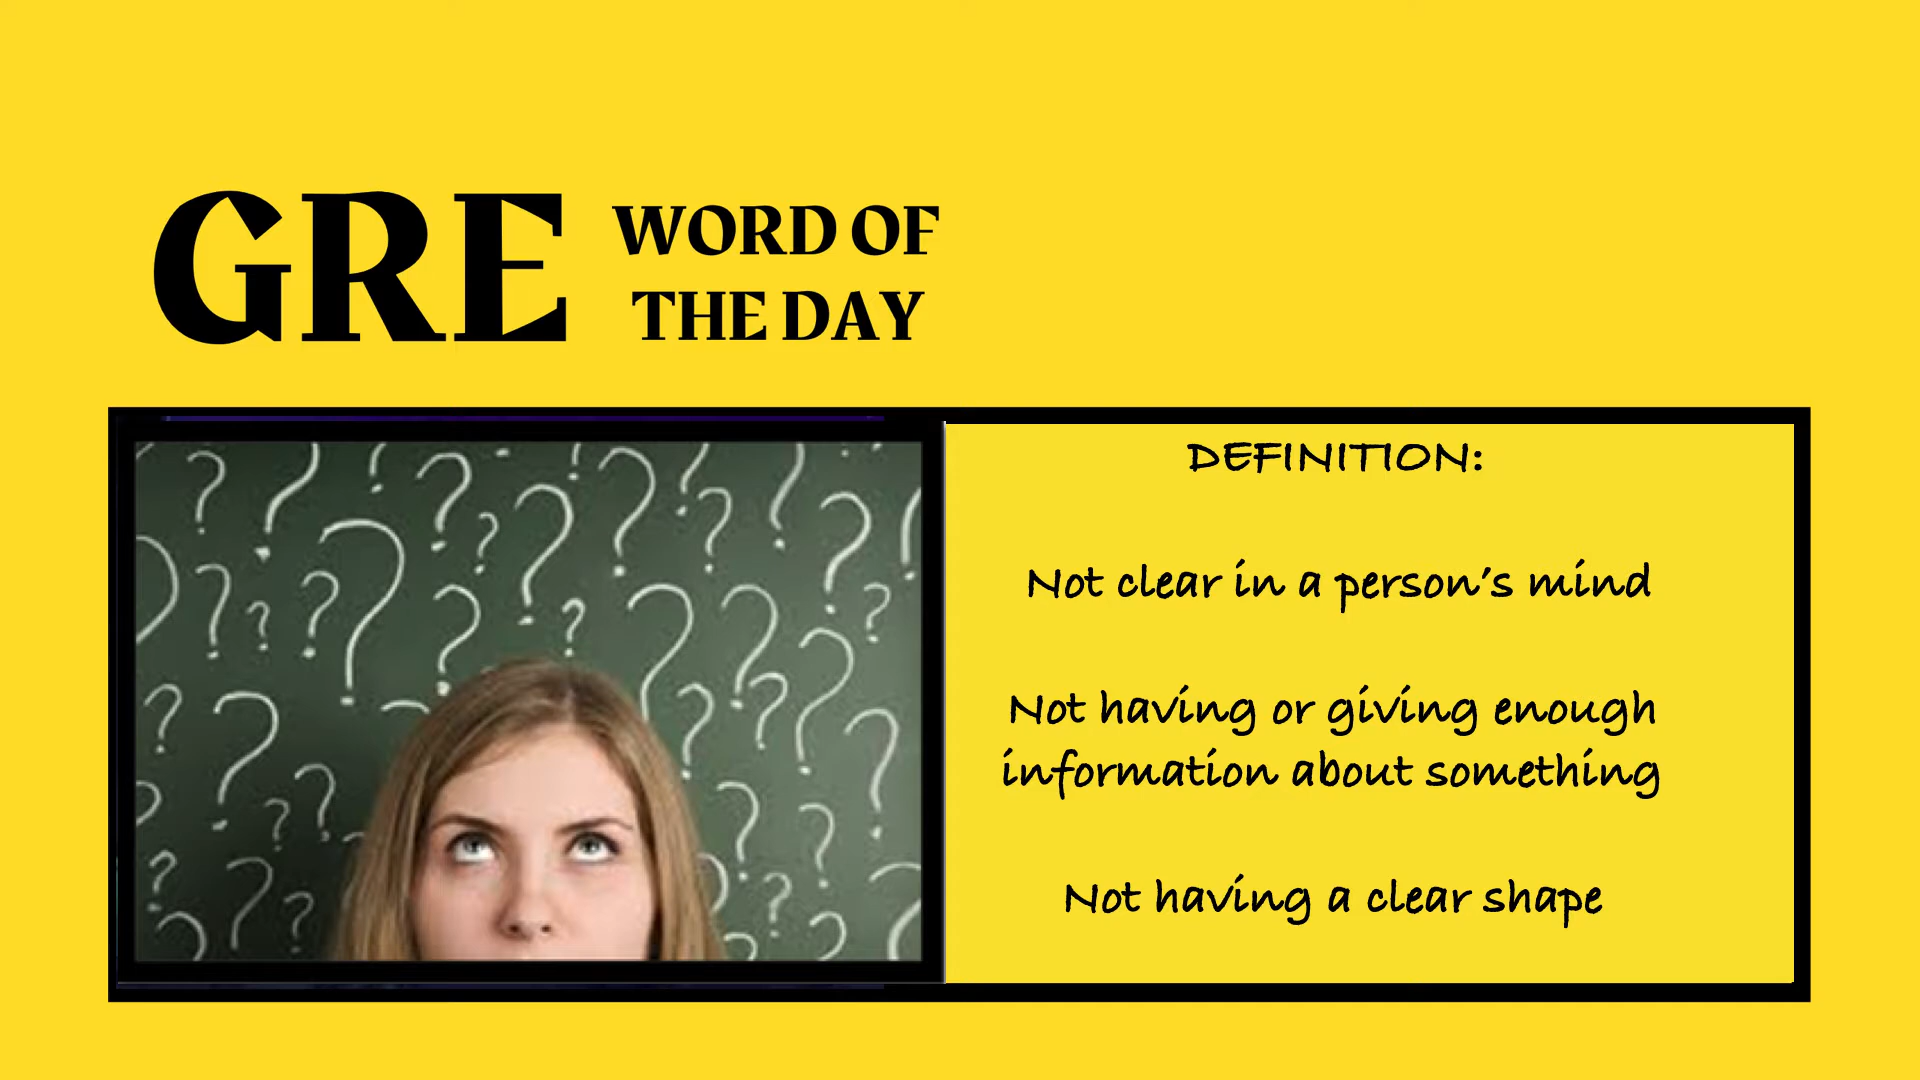 GRE WORD OF
THE DAY
DEFINITION:
Not clear in a person's mind
Not having or giving enough
information about something
Not having a clear shape